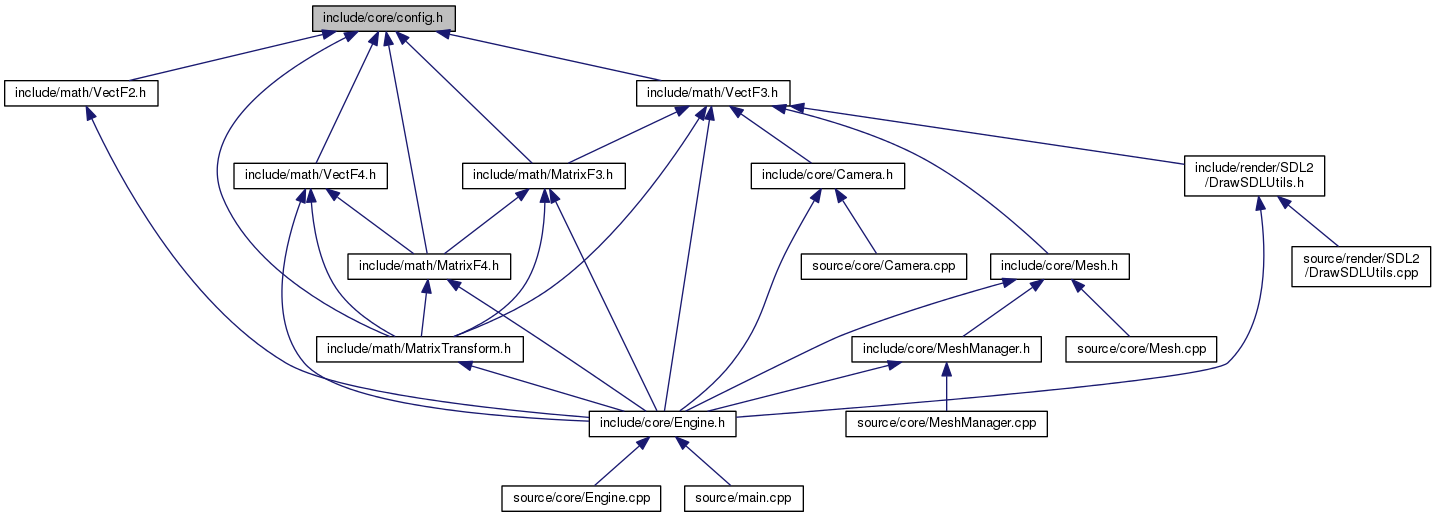 include/core/config.h
include/math/VectF2.h
include/math/VectF3.h
include/math/VectF4.h
include/math/MatrixF3.h
include/core/Camera.h
include/render/SDL2
/DrawSDLUtils.h
include/math/MatrixF4.h
source/core/Camera.cpp
include/core/Mesh.h
source/render/SDL2
/DrawSDLUtils.cpp
include/math/MatrixTransform.h
include/core/MeshManager.h
source/core/Mesh.cpp
include/core/Engine.h
source/core/MeshManager.cpp
source/core/Engine.cpp
source/main.cpp